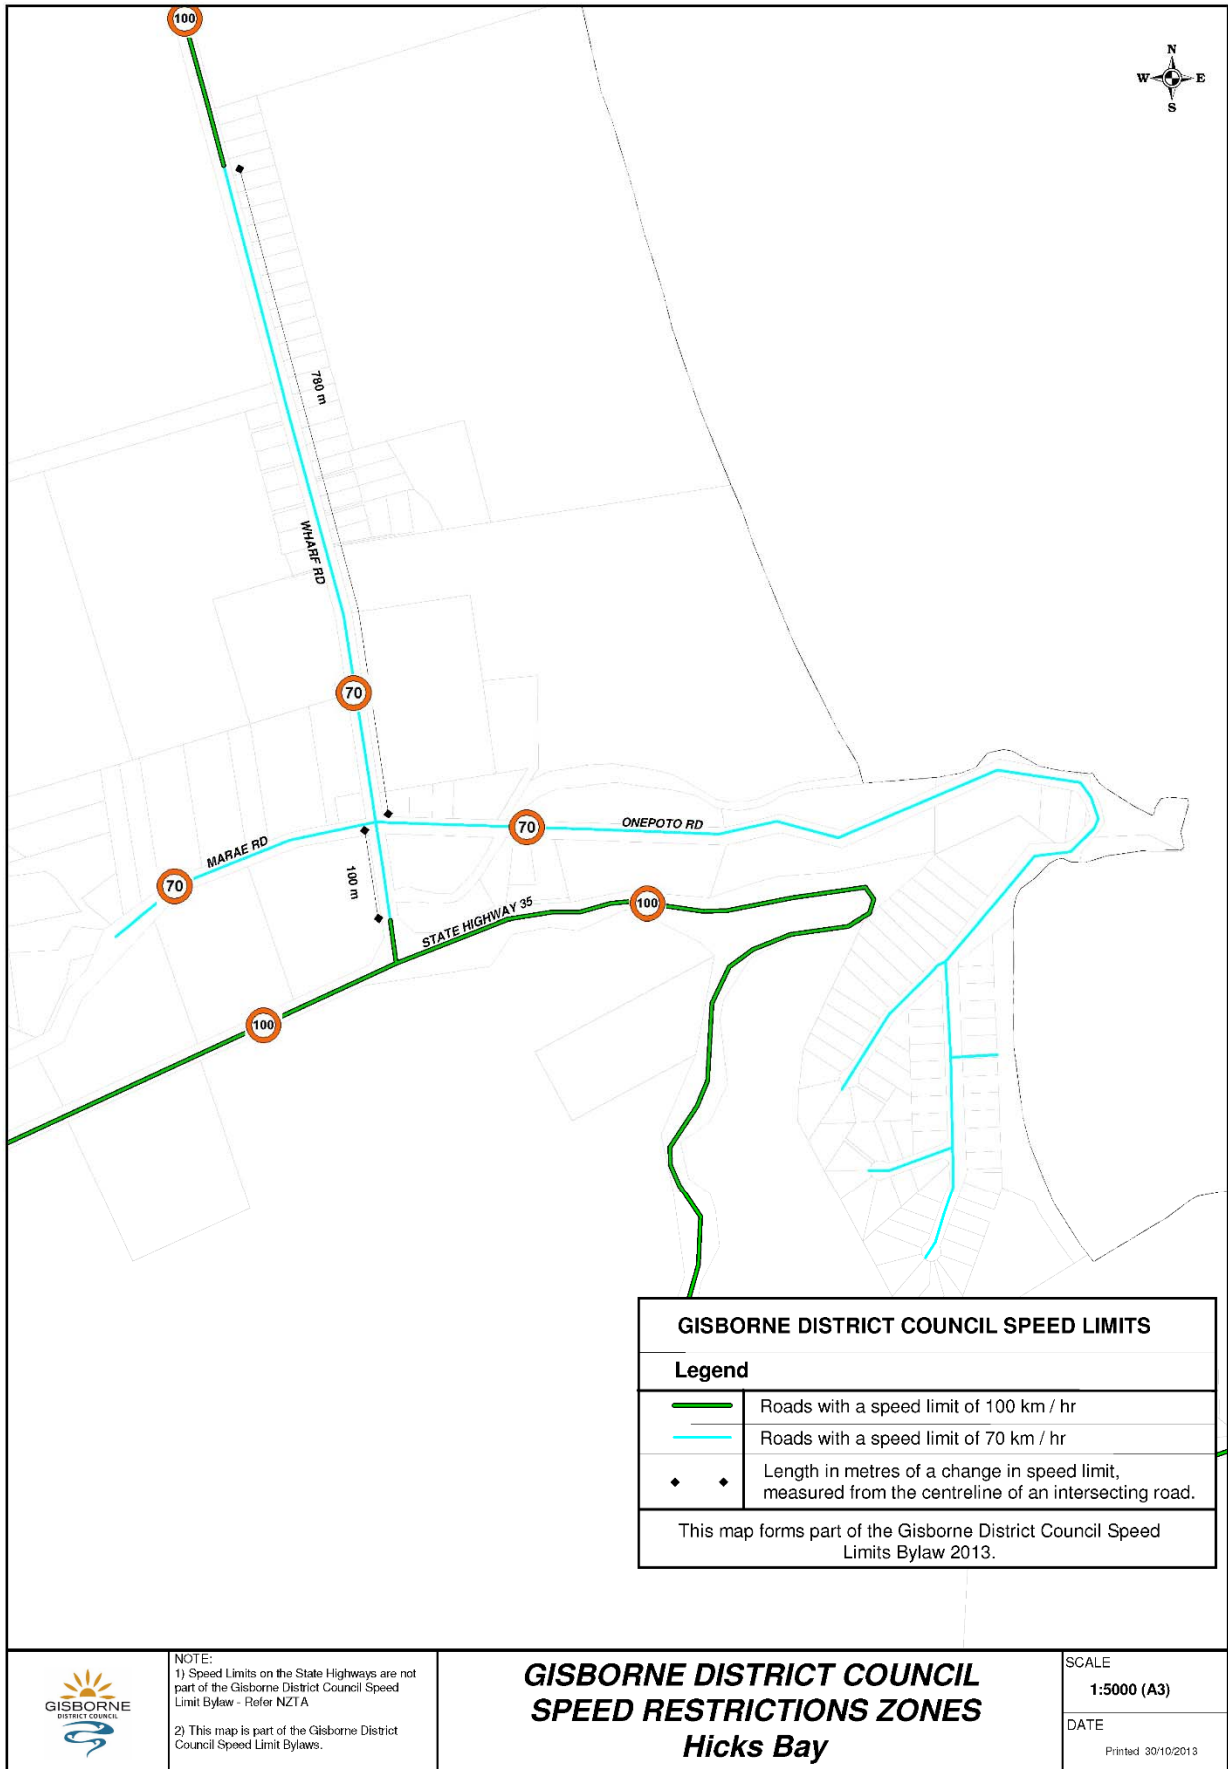 100
N
W E
S
780 m
WHARF RD
70
ONEPOTO RD
70
MARAE RD
70
100 m
STATE HIGHWAY 35
100
100
GISBORNE DISTRICT COUNCIL SPEED LIMITS
Legend
Roads with a speed limit of 100 km / hr
Roads with a speed limit of 70 km / hr
Length in metres of a change in speed limit,
measured from the centreline of an intersecting road.
This map forms part of the Gisborne District Council Speed
Limits Bylaw 2013.
GISBORNE
DISTRICT COUNCIL
NOTE:
1) Speed Limits on the State Highways are not
part of the Gisborne District Council Speed
Limit Bylaw - Refer NZTA
2) This map is part of the Gisborne District
Council Speed Limit Bylaws.
GISBORNE DISTRICT COUNCIL
SPEED RESTRICTIONS ZONES
Hicks Bay
SCALE
1:5000 (A3)
DATE
Printed 30/10/2013